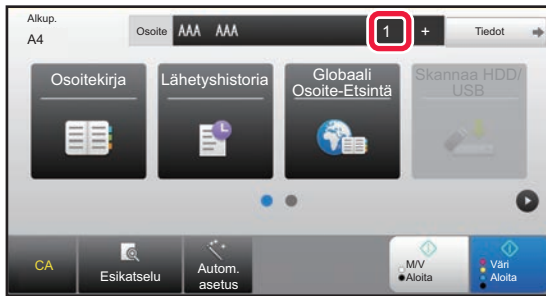 Alkup.
A4
Osoite AAA AAA 1 + Tiedot
Osoitekirja
Lähetyshistoria
Globaali
Osoite-Etsintä
Skannaa HDD/
USB
CA
Esikatselu
Autom.
asetus
M/V
Aloita
Väri
Aloita